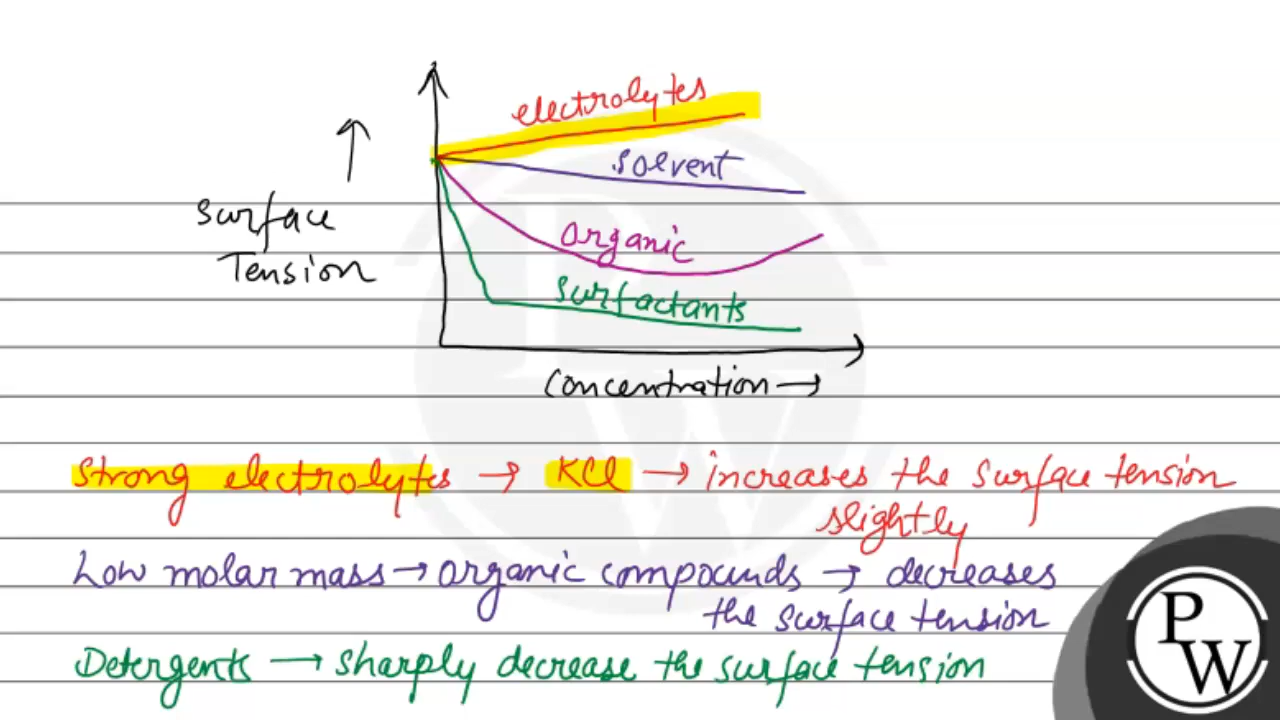 electrolytes
solvent
Surface
Tension
organic
surfactants
Concentration →
Strong electrolytes → KCl → increases the surface tension
slightly
Low molar mass → organic compounds → decreases
the surface tension
Detergents → sharply decrease the surface tension
P
W